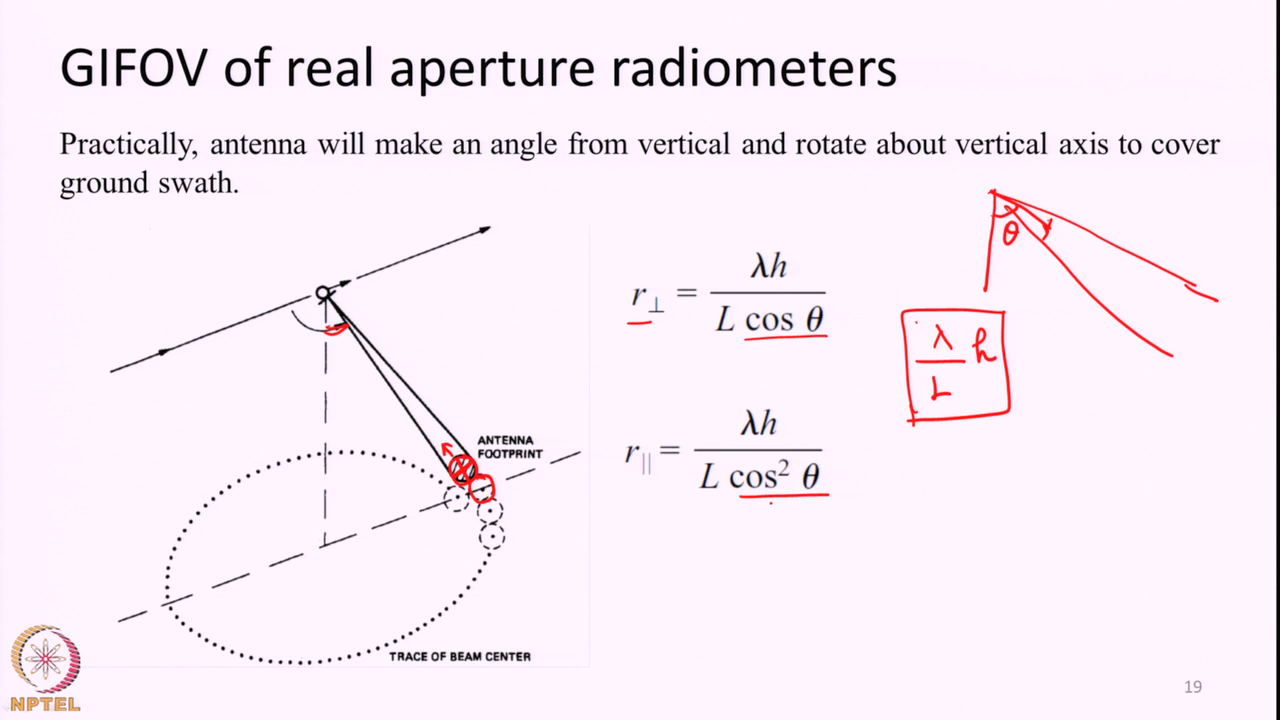 GIFOV of real aperture radiometers
Practically, antenna will make an angle from vertical and rotate about vertical axis to cover
ground swath.
ANTENNA
FOOTPRINT
TRACE OF BEAM CENTER
r⊥ = λh / L cos θ
r|| = λh / L cos² θ
θ
λ/L h
NPTEL
19